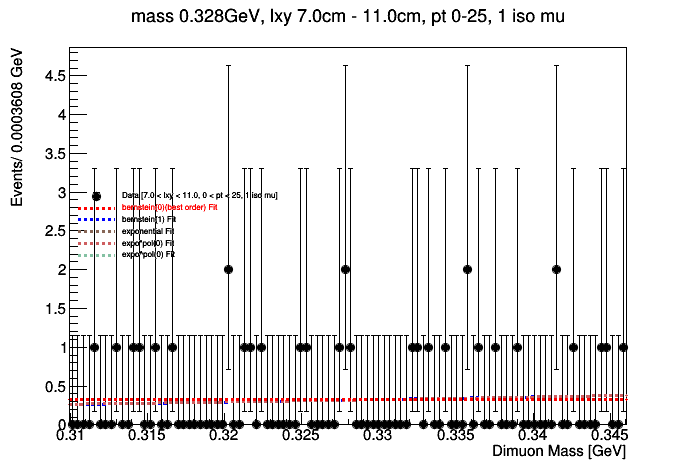 mass 0.328GeV, lxy 7.0cm - 11.0cm, pt 0-25, 1 iso mu
Events/ 0.0003608 GeV
4.5
4
3.5
3
2.5
2
1.5
1
0.5
0
Data [7.0 < lxy < 11.0, 0 < pt < 25, 1 iso mu]
bernstein(0)(best order) Fit
bernstein(1) Fit
exponential Fit
expo*pol(0) Fit
expo*pol(0) Fit
0.31 0.315 0.32 0.325 0.33 0.335 0.34 0.345
Dimuon Mass [GeV]